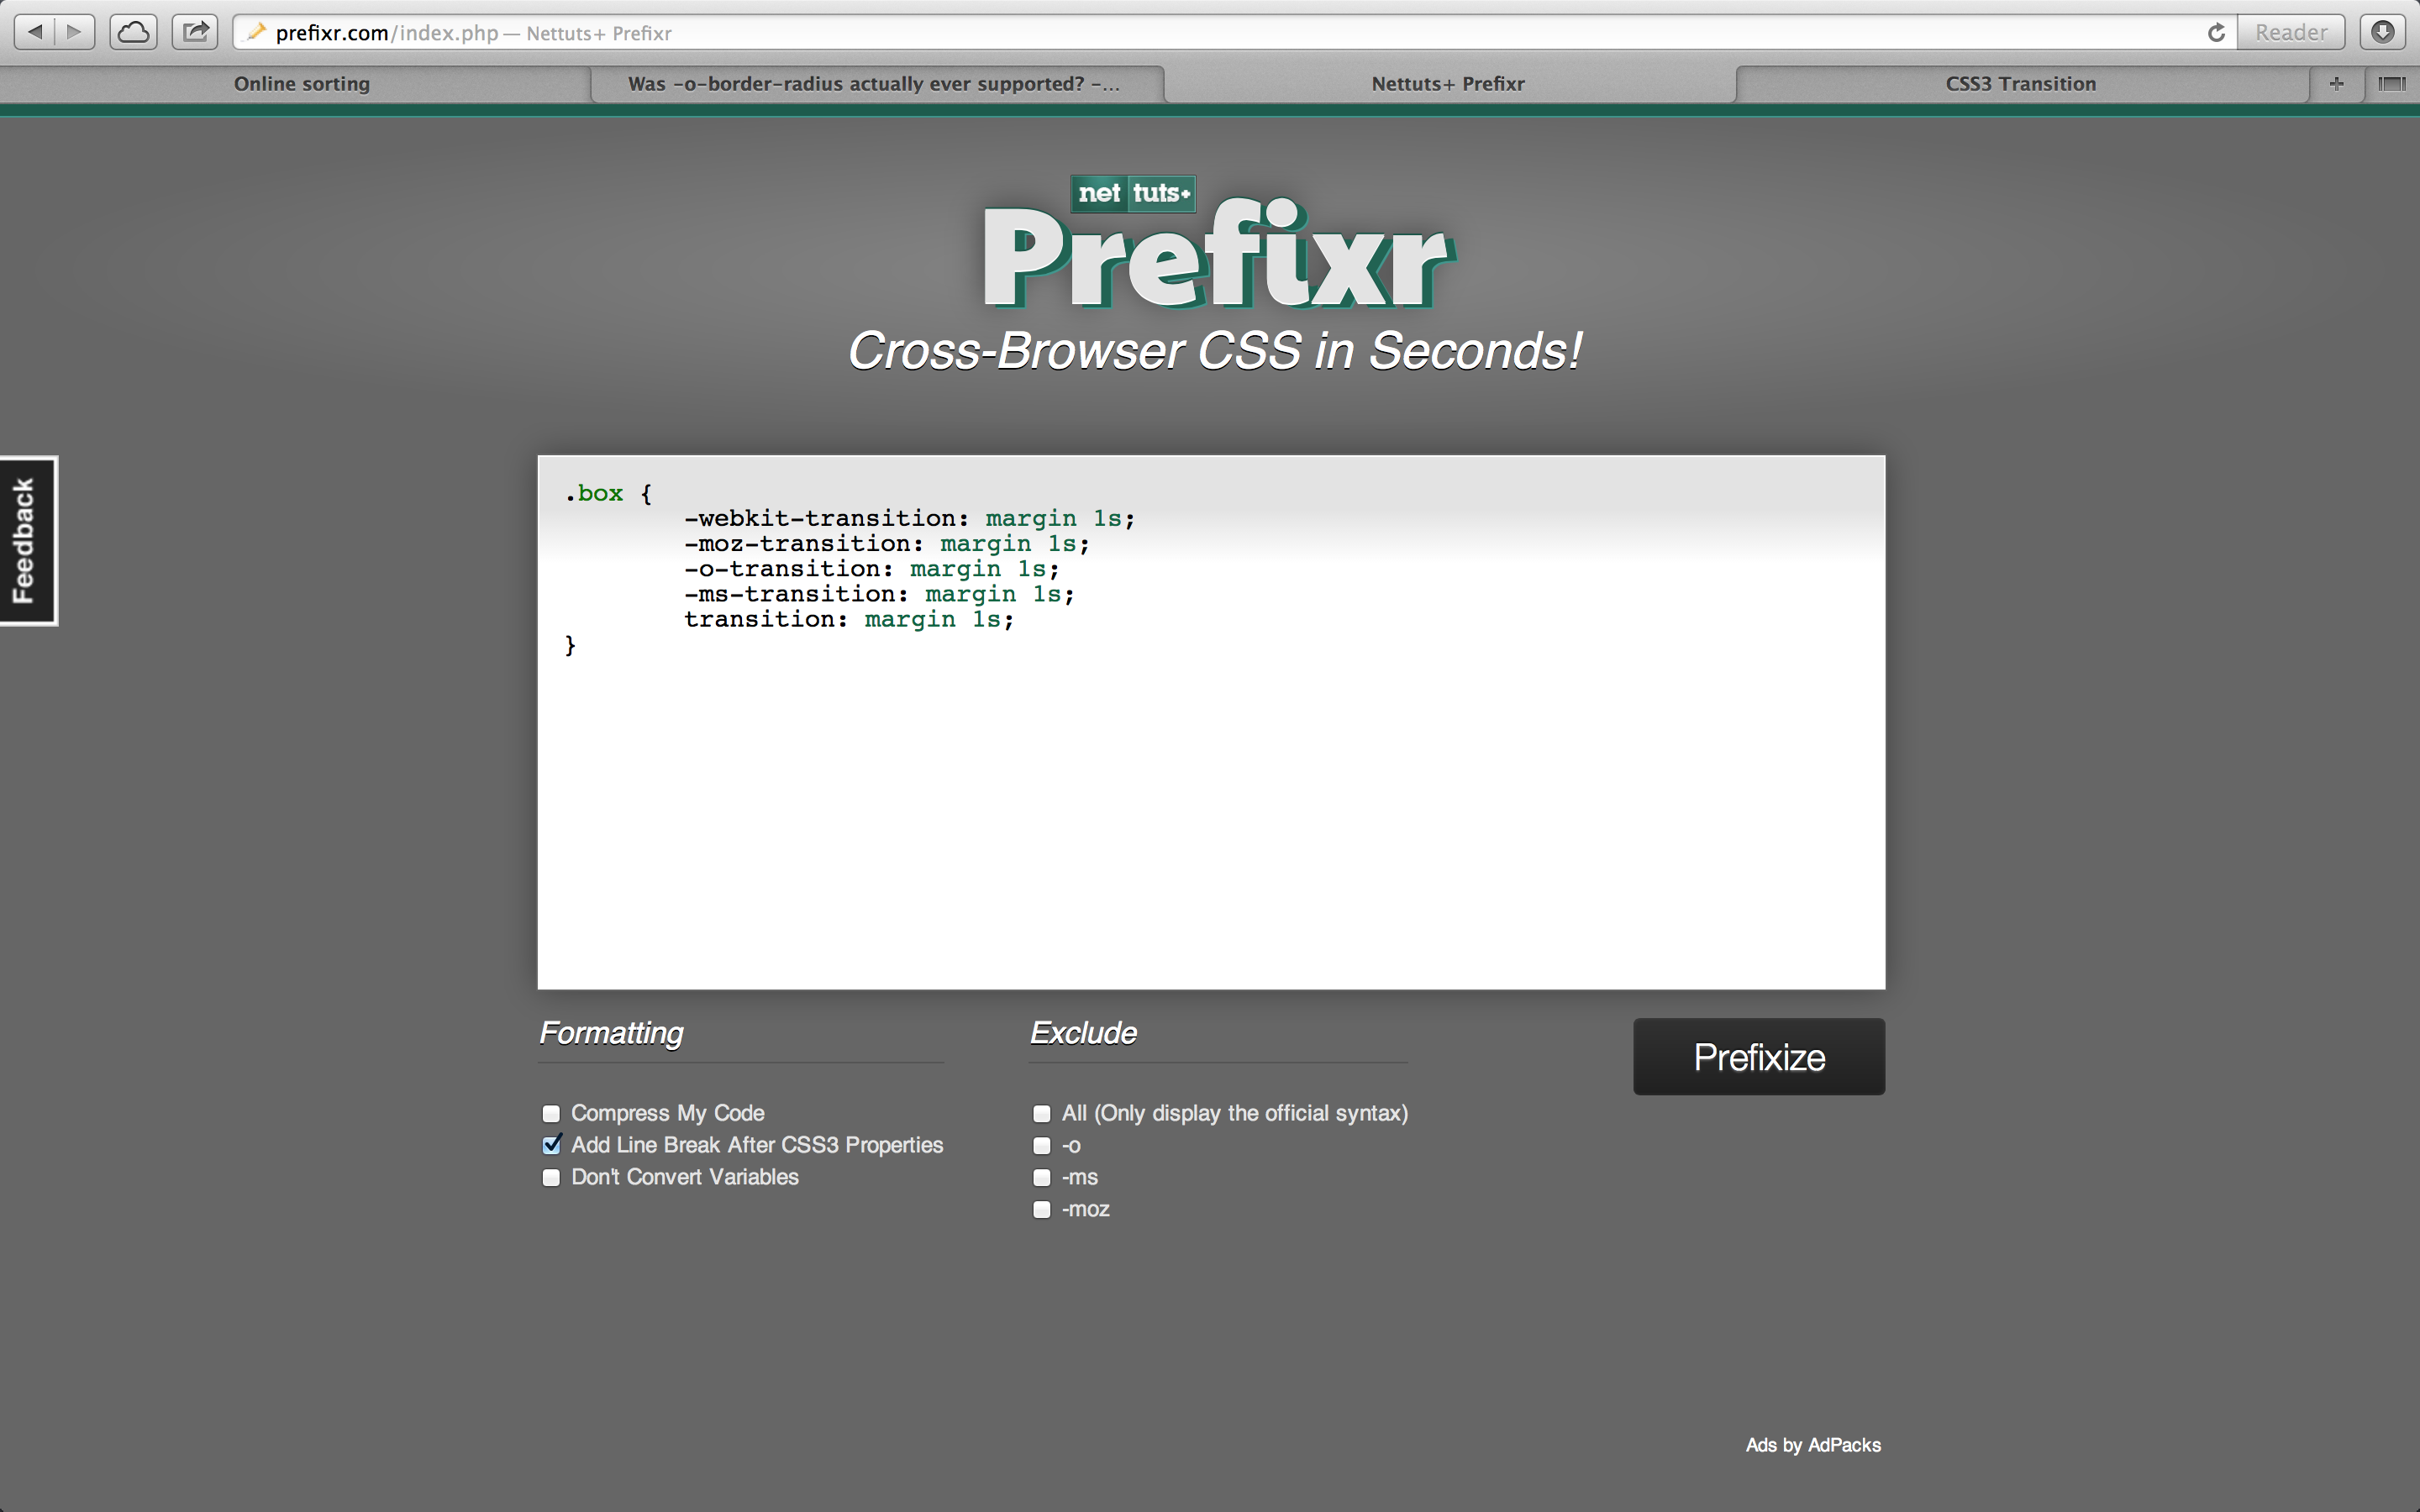 prefixr.com/index.php — Nettuts+ Prefixr
Reader
Online sorting
Was -o-border-radius actually ever supported? -...
Nettuts+ Prefixr
CSS3 Transition
net tuts+
Prefixr
Cross-Browser CSS in Seconds!
Feedback
.box {
-webkit-transition: margin 1s;
-moz-transition: margin 1s;
-o-transition: margin 1s;
-ms-transition: margin 1s;
transition: margin 1s;
}
Formatting
Compress My Code
Add Line Break After CSS3 Properties
Don't Convert Variables
Exclude
All (Only display the official syntax)
-o
-ms
-moz
Prefixize
Ads by AdPacks